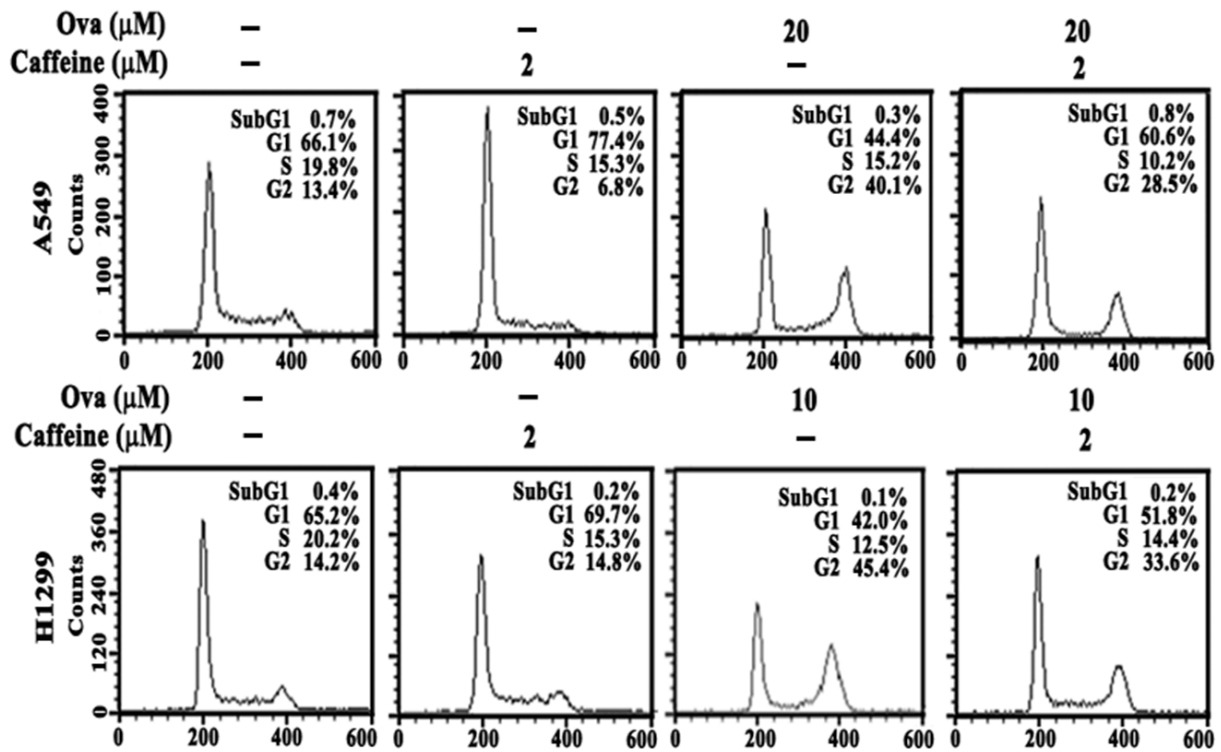 Ova (μM) – – 20 20
Caffeine (μM) – 2 – 2
400
300
200
100
0
A549
Counts
SubG1 0.7%
G1 66.1%
S 19.8%
G2 13.4%
SubG1 0.5%
G1 77.4%
S 15.3%
G2 6.8%
SubG1 0.3%
G1 44.4%
S 15.2%
G2 40.1%
SubG1 0.8%
G1 60.6%
S 10.2%
G2 28.5%
0 200 400 600 0 200 400 600 0 200 400 600 0 200 400 600
Ova (μM) – – 10 10
Caffeine (μM) – 2 – 2
480
360
240
120
0
H1299
Counts
SubG1 0.4%
G1 65.2%
S 20.2%
G2 14.2%
SubG1 0.2%
G1 69.7%
S 15.3%
G2 14.8%
SubG1 0.1%
G1 42.0%
S 12.5%
G2 45.4%
SubG1 0.2%
G1 51.8%
S 14.4%
G2 33.6%
0 200 400 600 0 200 400 600 0 200 400 600 0 200 400 600